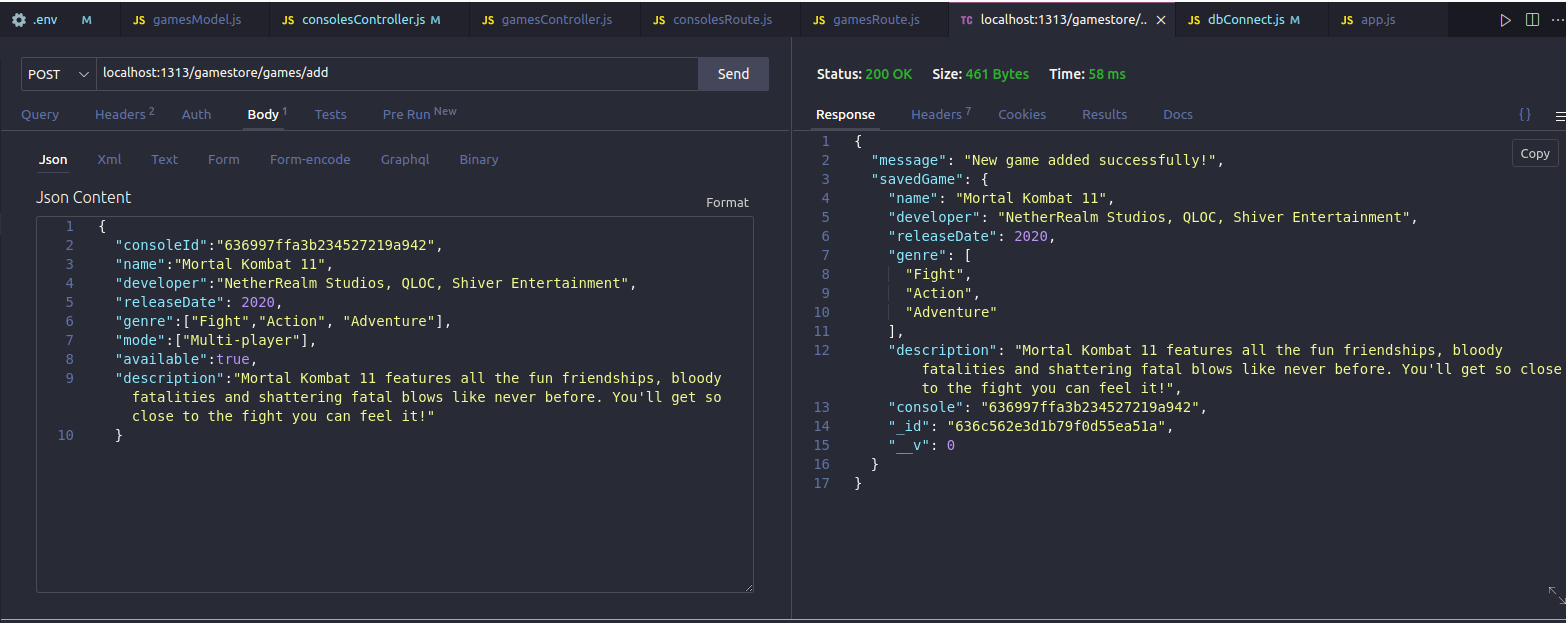 .env M JS gamesModel.js JS consolesController.js M JS gamesController.js JS consolesRoute.js JS gamesRoute.js TC localhost:1313/gamestore/.. × JS dbConnect.js M JS app.js
POST localhost:1313/gamestore/games/add Send
Query Headers 2 Auth Body 1 Tests Pre Run New
Json Xml Text Form Form-encode Graphql Binary
Json Content Format
1 {
2 "consoleId":"636997ffa3b234527219a942",
3 "name":"Mortal Kombat 11",
4 "developer":"NetherRealm Studios, QLOC, Shiver Entertainment",
5 "releaseDate": 2020,
6 "genre":["Fight","Action", "Adventure"],
7 "mode":["Multi-player"],
8 "available":true,
9 "description":"Mortal Kombat 11 features all the fun friendships, bloody
fatalities and shattering fatal blows like never before. You'll get so
close to the fight you can feel it!"
10 }
Status: 200 OK Size: 461 Bytes Time: 58 ms
Response Headers 7 Cookies Results Docs {}
Copy
1 {
2 "message": "New game added successfully!",
3 "savedGame": {
4 "name": "Mortal Kombat 11",
5 "developer": "NetherRealm Studios, QLOC, Shiver Entertainment",
6 "releaseDate": 2020,
7 "genre": [
8 "Fight",
9 "Action",
10 "Adventure"
11 ],
12 "description": "Mortal Kombat 11 features all the fun friendships, bloody
fatalities and shattering fatal blows like never before. You'll get so close
to the fight you can feel it!",
13 "console": "636997ffa3b234527219a942",
14 "_id": "636c562e3d1b79f0d55ea51a",
15 "__v": 0
16 }
17 }